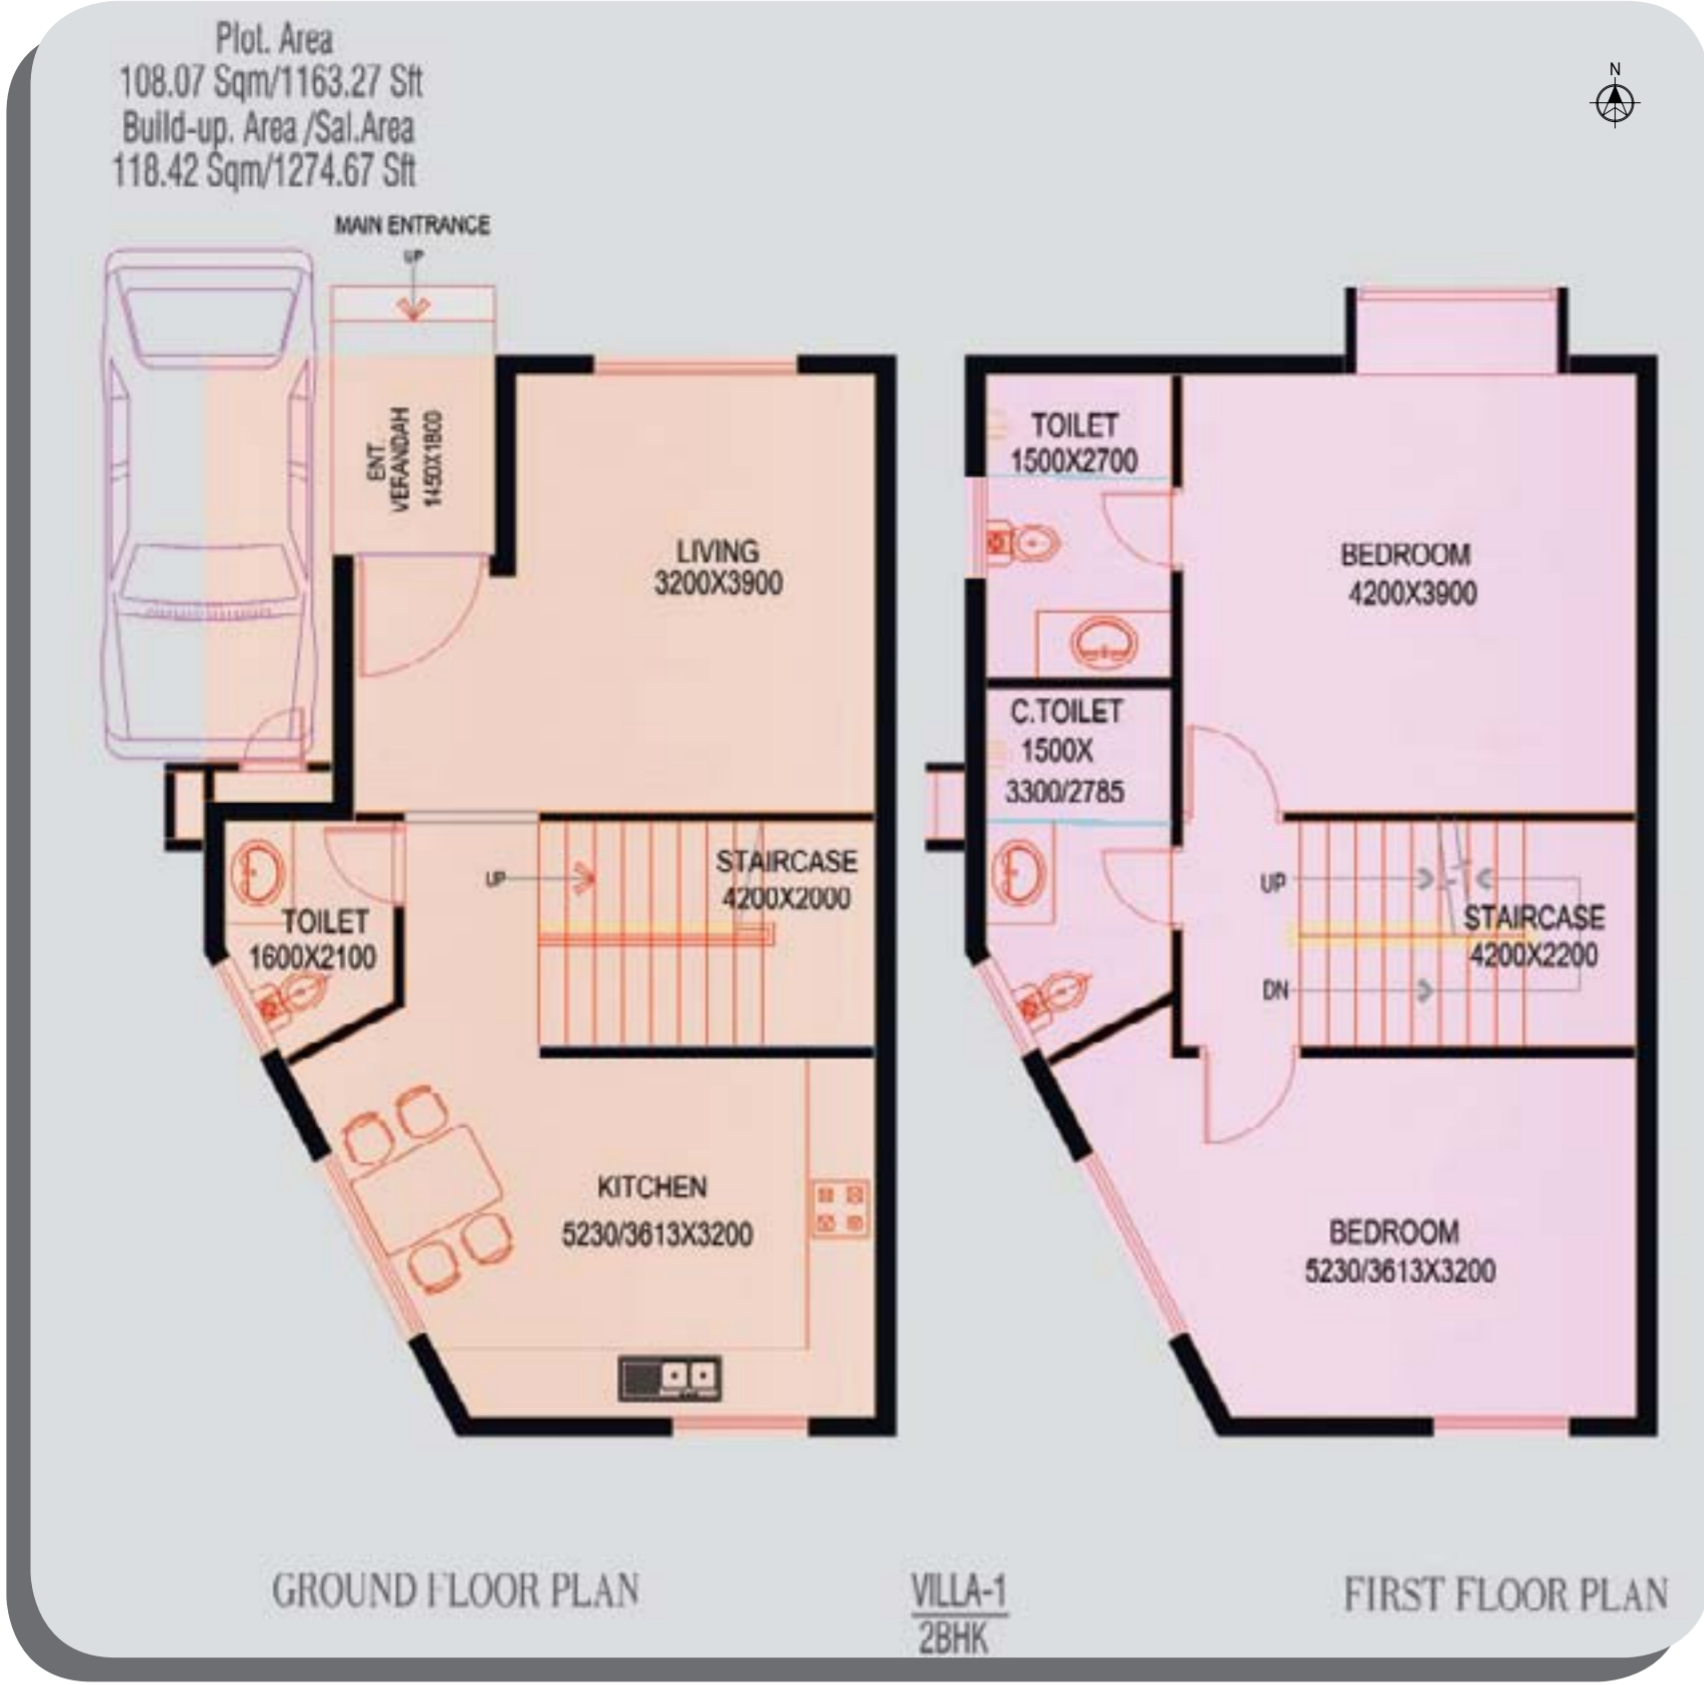 Plot. Area
108.07 Sqm/1163.27 Sft
Build-up. Area /Sal.Area
118.42 Sqm/1274.67 Sft
N
MAIN ENTRANCE
UP
ENT.
VERANDAH
1450X1800
LIVING
3200X3900
UP
STAIRCASE
4200X2000
TOILET
1600X2100
KITCHEN
5230/3613X3200
TOILET
1500X2700
BEDROOM
4200X3900
C.TOILET
1500X
3300/2785
UP
STAIRCASE
4200X2200
DN
BEDROOM
5230/3613X3200
GROUND FLOOR PLAN
VILLA-1
2BHK
FIRST FLOOR PLAN